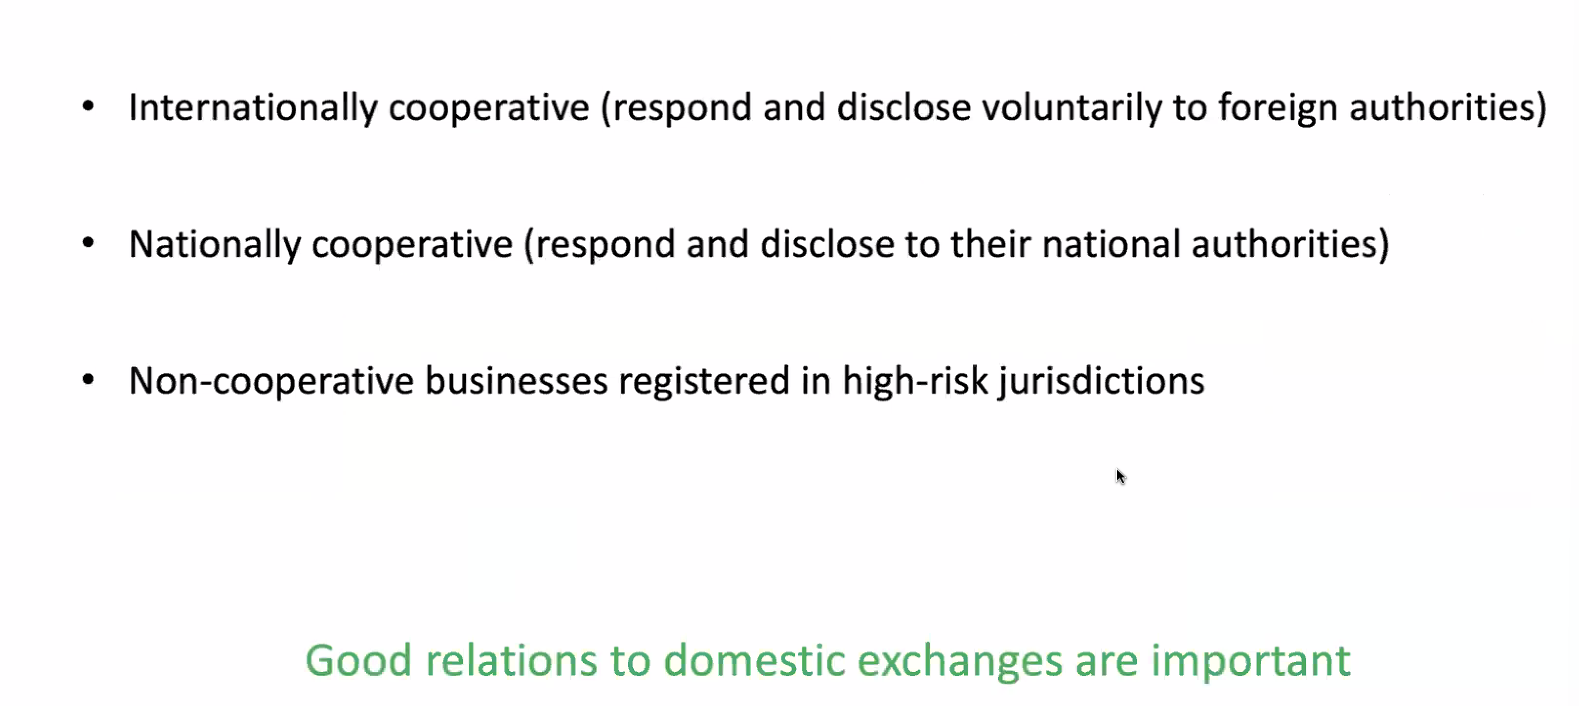 • Internationally cooperative (respond and disclose voluntarily to foreign authorities)
• Nationally cooperative (respond and disclose to their national authorities)
• Non-cooperative businesses registered in high-risk jurisdictions
Good relations to domestic exchanges are important